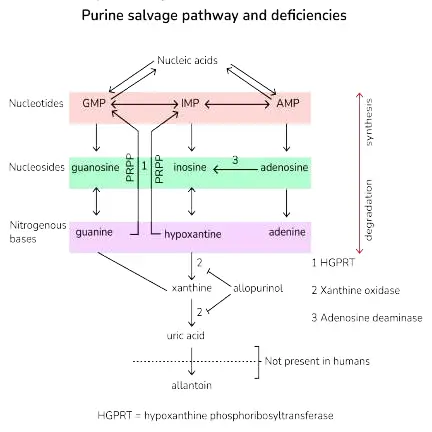 Purine salvage pathway and deficiencies
Nucleic acids
Nucleotides GMP IMP AMP
synthesis
Nucleosides guanosine PRPP 1 PRPP inosine 3 adenosine
degradation
Nitrogenous
bases
guanine hypoxantine adenine
2
1 HGPRT
xanthine allopurinol
2 Xanthine oxidase
2
3 Adenosine deaminase
uric acid
Not present in humans
allantoin
HGPRT = hypoxanthine phosphoribosyltransferase